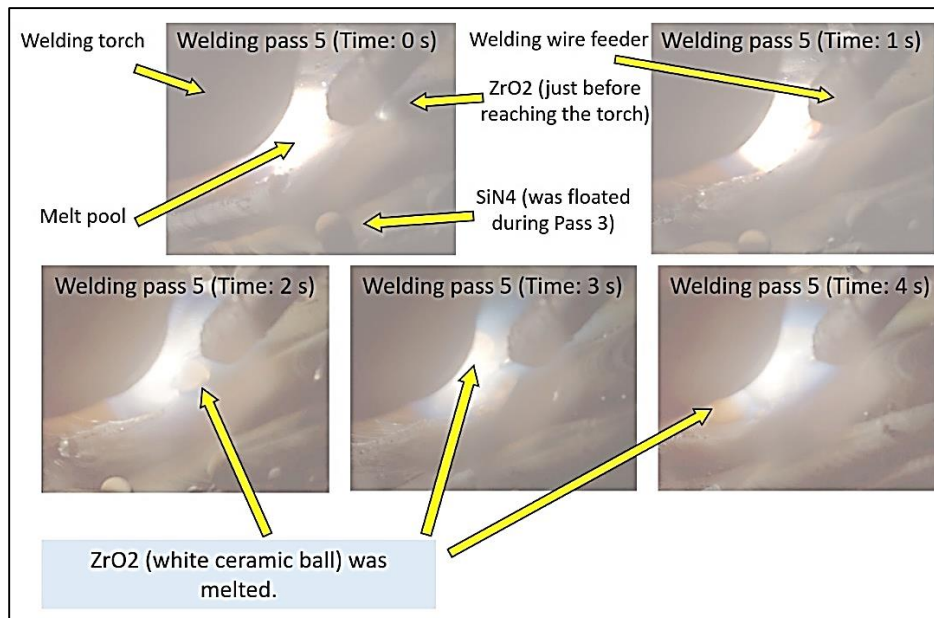 Welding torch
Welding pass 5 (Time: 0 s)
Welding wire feeder
Welding pass 5 (Time: 1 s)
ZrO2 (just before
reaching the torch)
Melt pool
SiN4 (was floated
during Pass 3)
Welding pass 5 (Time: 2 s)
Welding pass 5 (Time: 3 s)
Welding pass 5 (Time: 4 s)
ZrO2 (white ceramic ball) was
melted.